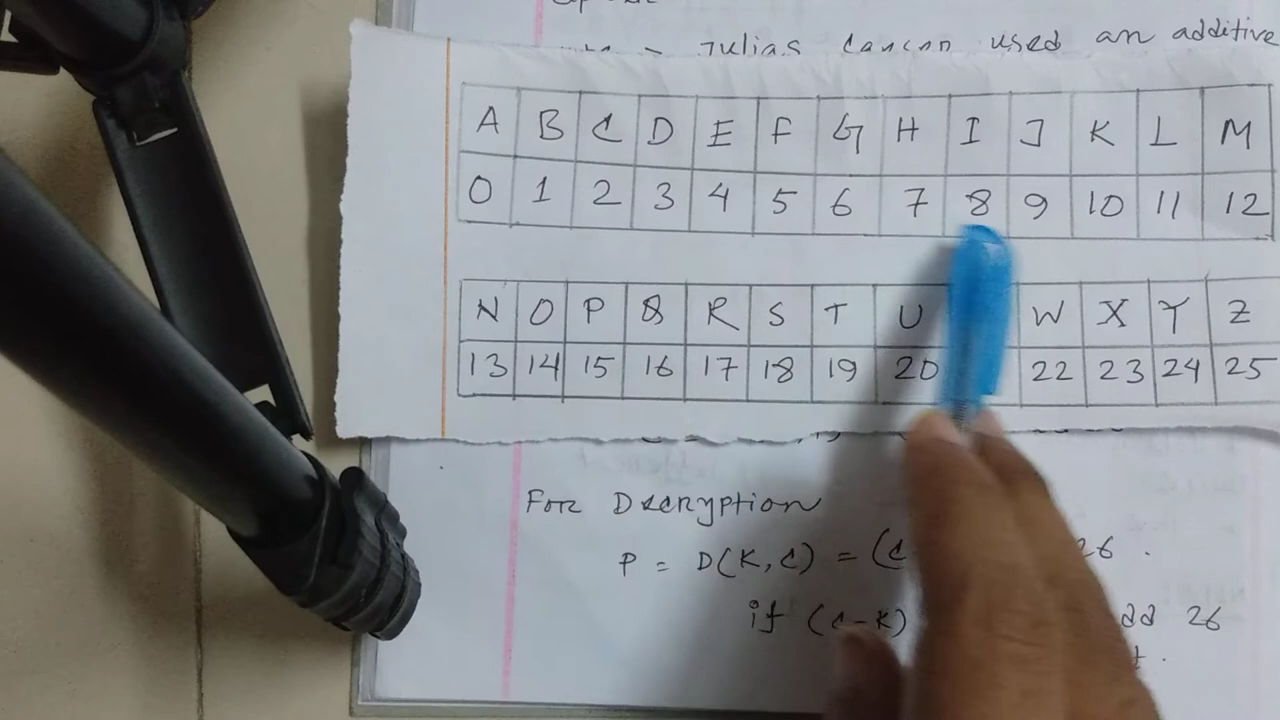 Julias Caucan used an additive
A B C D E F G H I J K L M
0 1 2 3 4 5 6 7 8 9 10 11 12
N O P Q R S T U W X Y Z
13 14 15 16 17 18 19 20 22 23 24 25
For Decryption
P = D(K, C) = (C 26 .
if (C-K) add 26